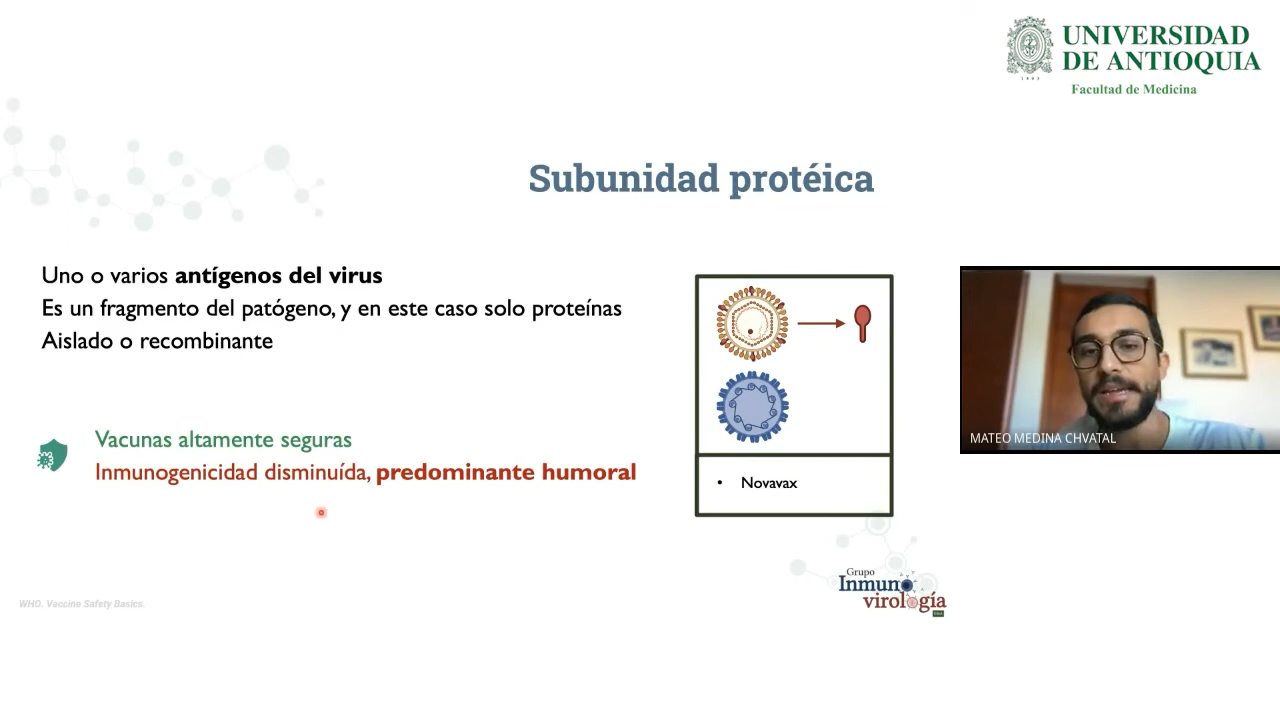 UNIVERSIDAD
DE ANTIOQUIA
1803
Facultad de Medicina
Subunidad protéica
Uno o varios antígenos del virus
Es un fragmento del patógeno, y en este caso solo proteínas
Aislado o recombinante
Vacunas altamente seguras
Inmunogenicidad disminuída, predominante humoral
• Novavax
MATEO MEDINA CHVATAL
Grupo
Inmuno
virología
WHO. Vaccine Safety Basics.